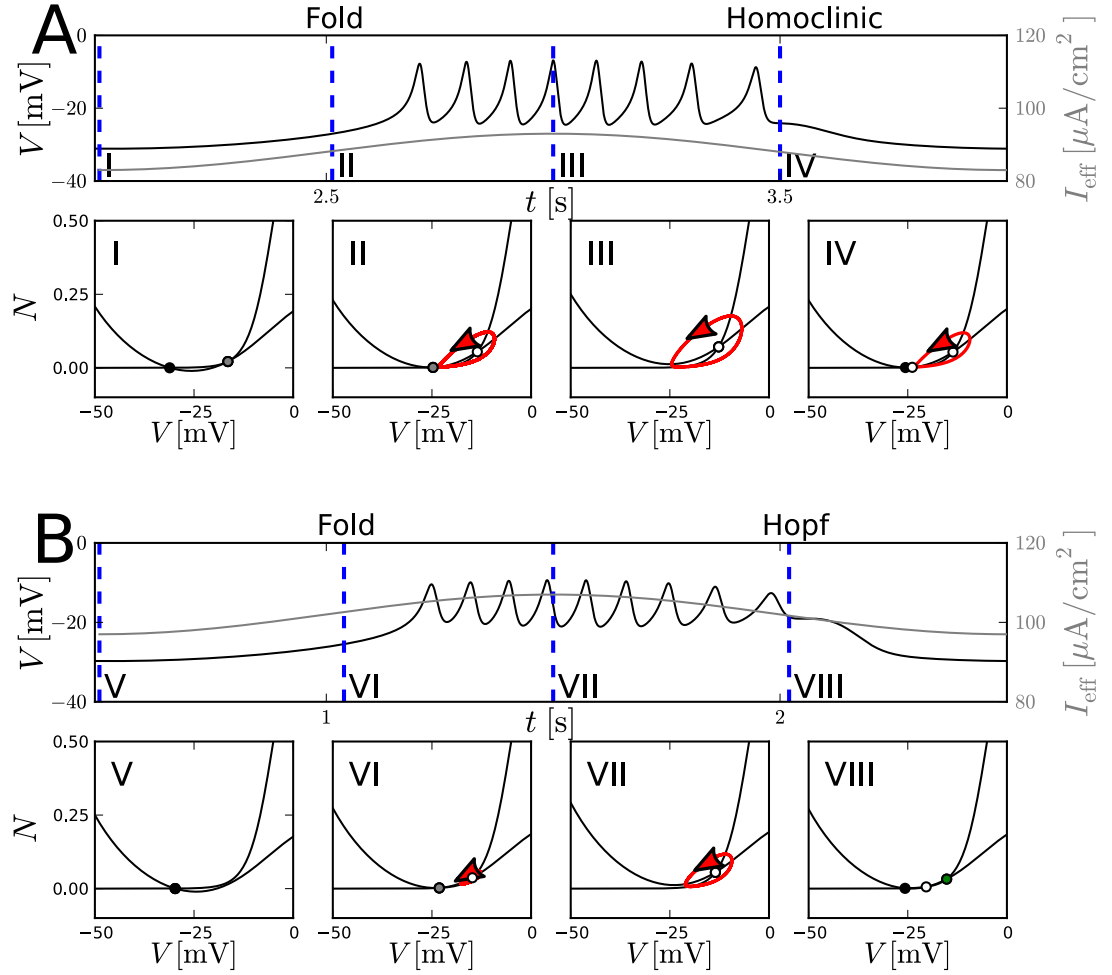 A
Fold Homoclinic
0 120
−20 100
−40 80
V [mV]
I_eff [μA/cm²]
I II III IV
2.5 3.5
t [s]
0.50
0.25
0.00
N
I II III IV
−50 −25 0 −50 −25 0 −50 −25 0 −50 −25 0
V [mV] V [mV] V [mV] V [mV]
B
Fold Hopf
0 120
−20 100
−40 80
V [mV]
I_eff [μA/cm²]
V VI VII VIII
1 2
t [s]
0.50
0.25
0.00
N
V VI VII VIII
−50 −25 0 −50 −25 0 −50 −25 0 −50 −25 0
V [mV] V [mV] V [mV] V [mV]